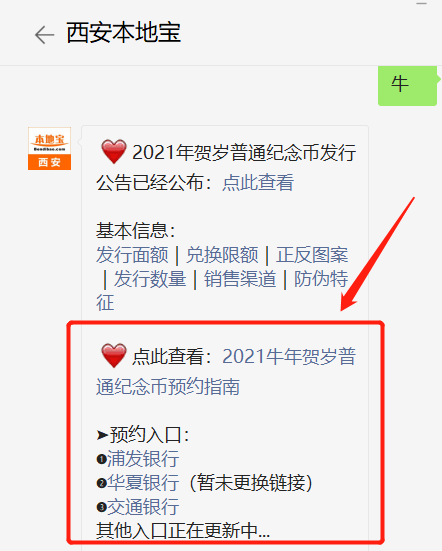 西安本地宝
牛
本地宝
Bendibao.com
西安
2021年贺岁普通纪念币发行
公告已经公布：点此查看
基本信息：
发行面额|兑换限额|正反图案
|发行数量|销售渠道|防伪特
征
点此查看：2021牛年贺岁普
通纪念币预约指南
➤预约入口：
❶浦发银行
❷华夏银行（暂未更换链接）
❸交通银行
其他入口正在更新中...